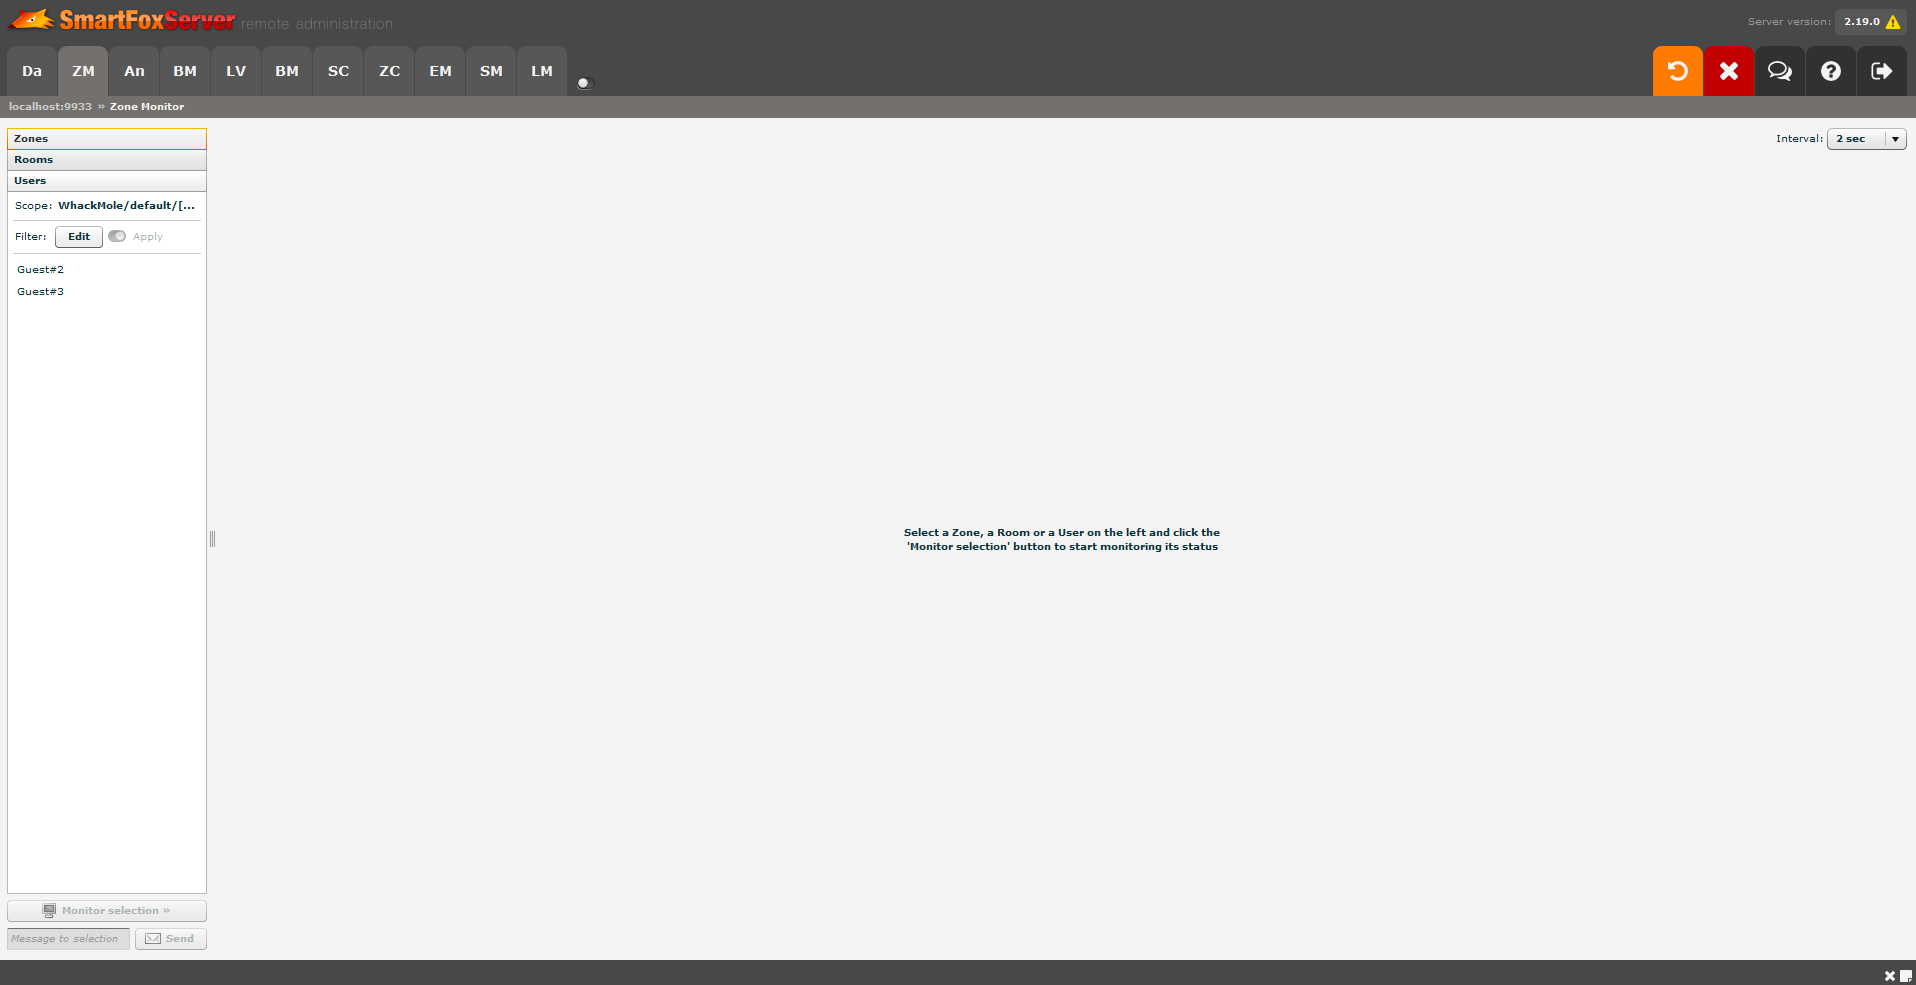 SmartFoxServer remote administration
Server version: 2.19.0
Da ZM An BM LV BM SC ZC EM SM LM
localhost:9933 » Zone Monitor
Zones
Interval: 2 sec
Rooms
Users
Scope: WhackMole/default/[...
Filter: Edit Apply
Guest#2
Guest#3
Select a Zone, a Room or a User on the left and click the
'Monitor selection' button to start monitoring its status
Monitor selection »
Message to selection Send